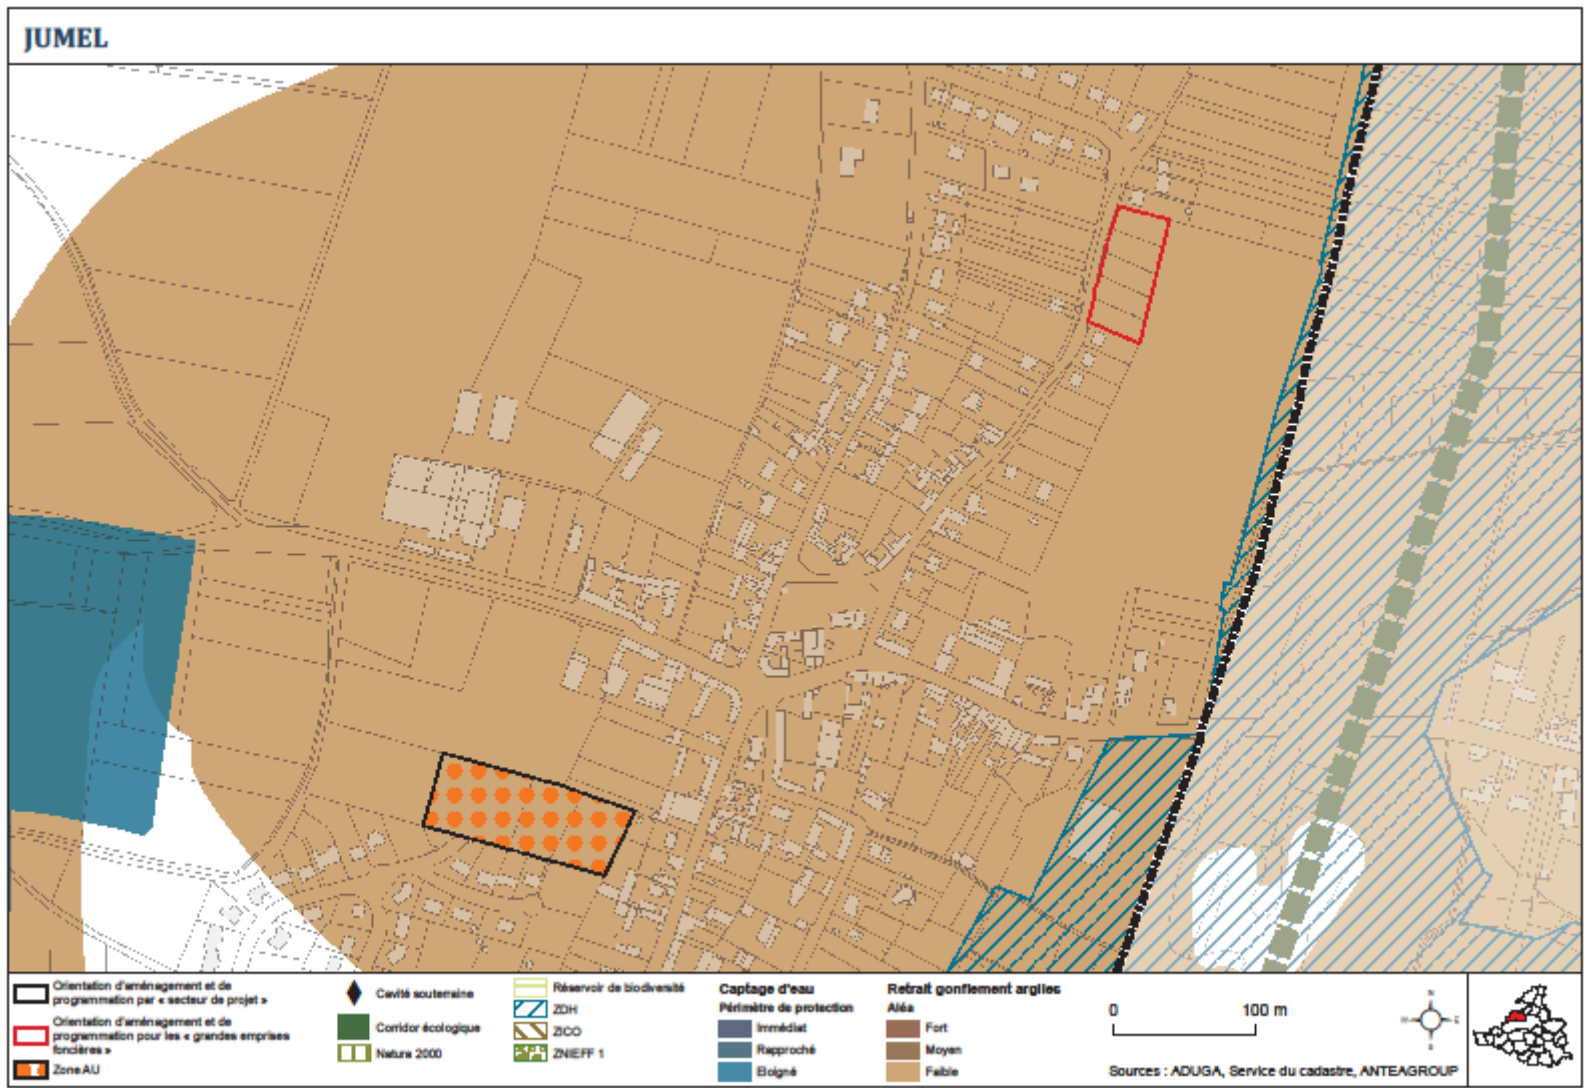 JUMEL
Orientation d'aménagement et de
programmation par « secteur de projet »
Orientation d'aménagement et de
programmation pour les « grandes emprises
foncières »
Zone AU
Cavité souterraine
Corridor écologique
Natura 2000
Réservoir de biodiversité
ZDH
ZICO
ZNIEFF 1
Captage d'eau
Périmètre de protection
Immédiat
Rapproché
Eloigné
Retrait gonflement argiles
Aléa
Fort
Moyen
Faible
0 100 m
N
E
S
Sources : ADUGA, Service du cadastre, ANTEAGROUP